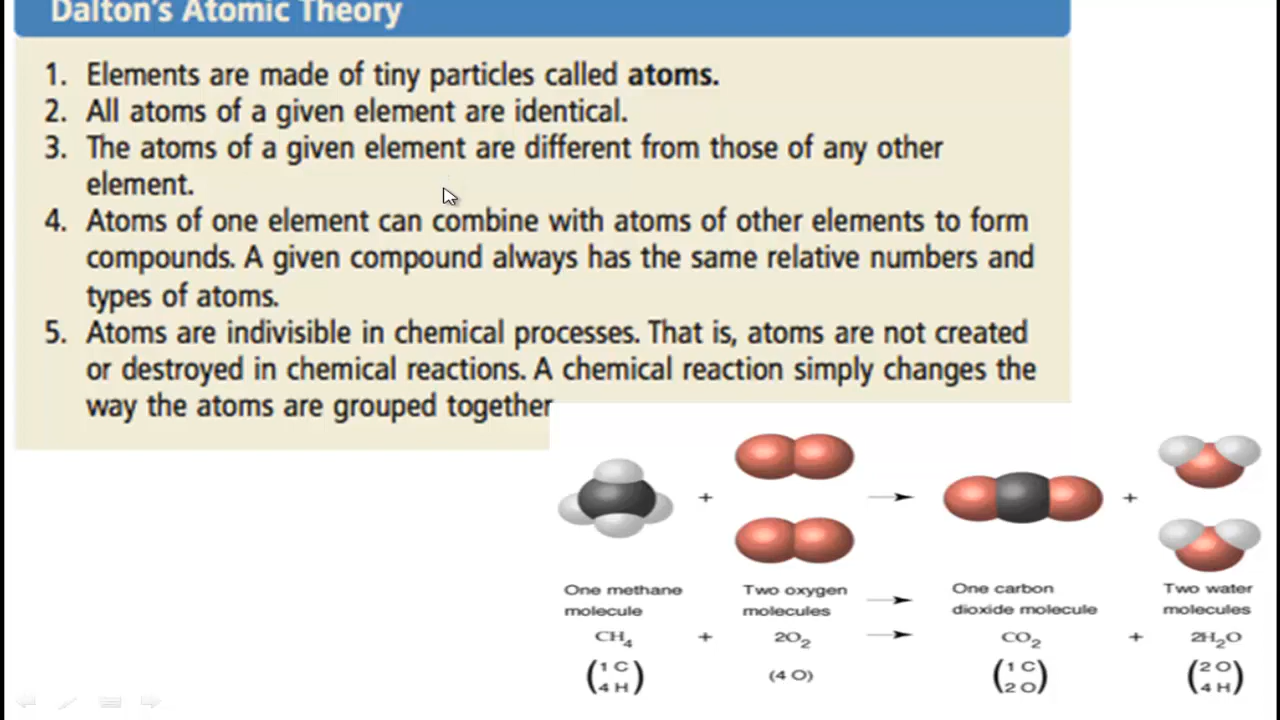 Dalton's Atomic Theory
1. Elements are made of tiny particles called atoms.
2. All atoms of a given element are identical.
3. The atoms of a given element are different from those of any other
element.
4. Atoms of one element can combine with atoms of other elements to form
compounds. A given compound always has the same relative numbers and
types of atoms.
5. Atoms are indivisible in chemical processes. That is, atoms are not created
or destroyed in chemical reactions. A chemical reaction simply changes the
way the atoms are grouped together
+ → +
One methane Two oxygen → One carbon Two water
molecule molecules dioxide molecule molecules
CH₄ + 2O₂ → CO₂ + 2H₂O
(1 C (4 O) (1 C (2 O
4 H) 2 O) 4 H)